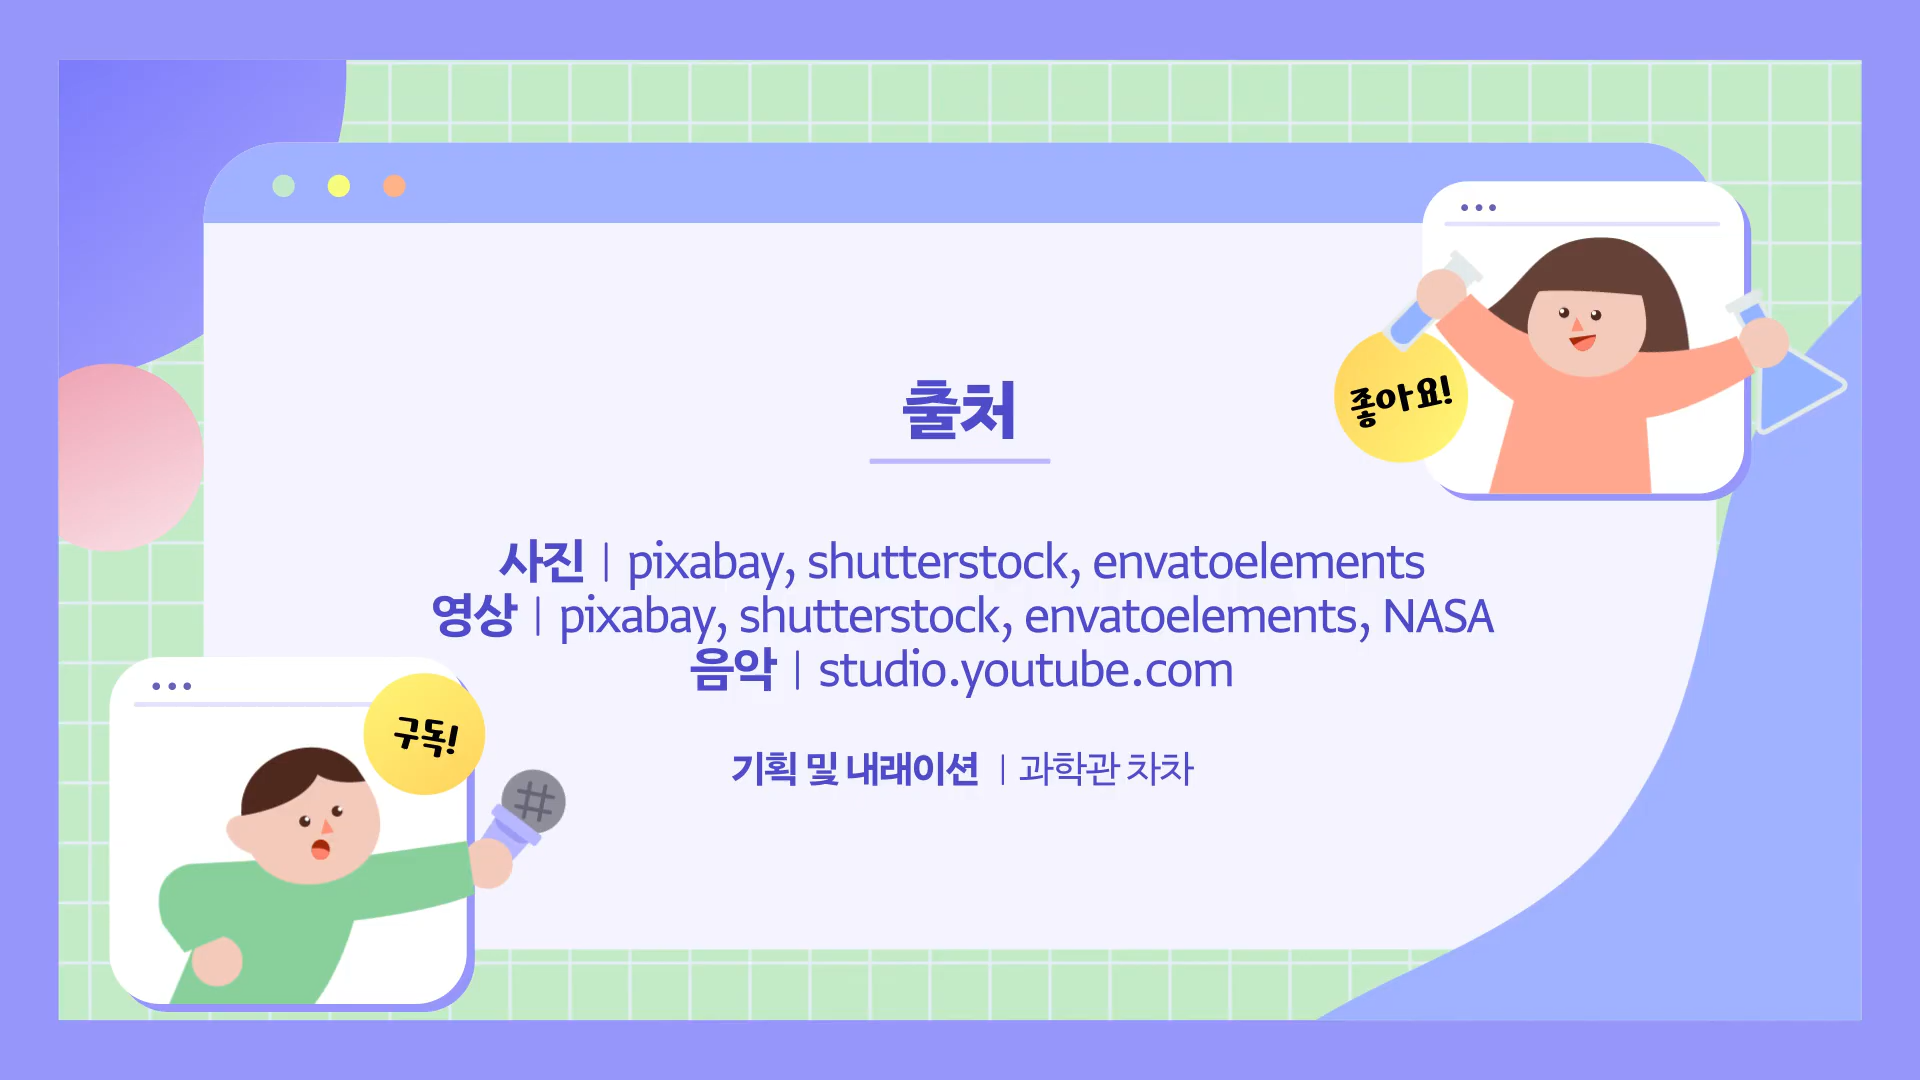 출처
좋아요!
사진 | pixabay, shutterstock, envatoelements
영상 | pixabay, shutterstock, envatoelements, NASA
음악 | studio.youtube.com
구독!
기획 및 내래이션 | 과학관 차차